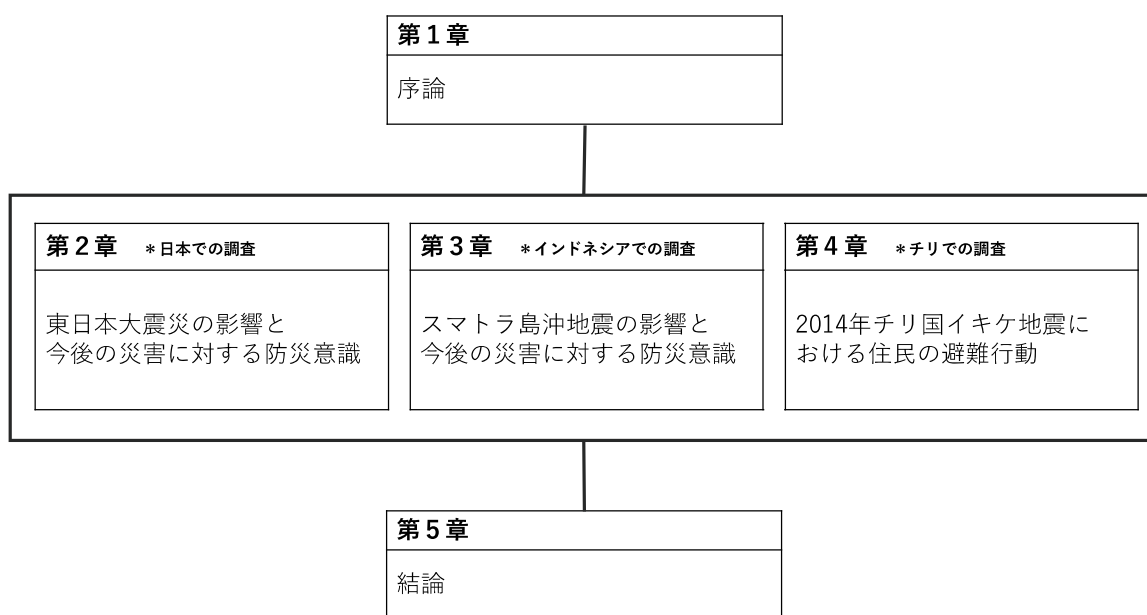 第1章
序論
第2章 *日本での調査
東日本大震災の影響と
今後の災害に対する防災意識
第3章 *インドネシアでの調査
スマトラ島沖地震の影響と
今後の災害に対する防災意識
第4章 *チリでの調査
2014年チリ国イキケ地震に
おける住民の避難行動
第5章
結論